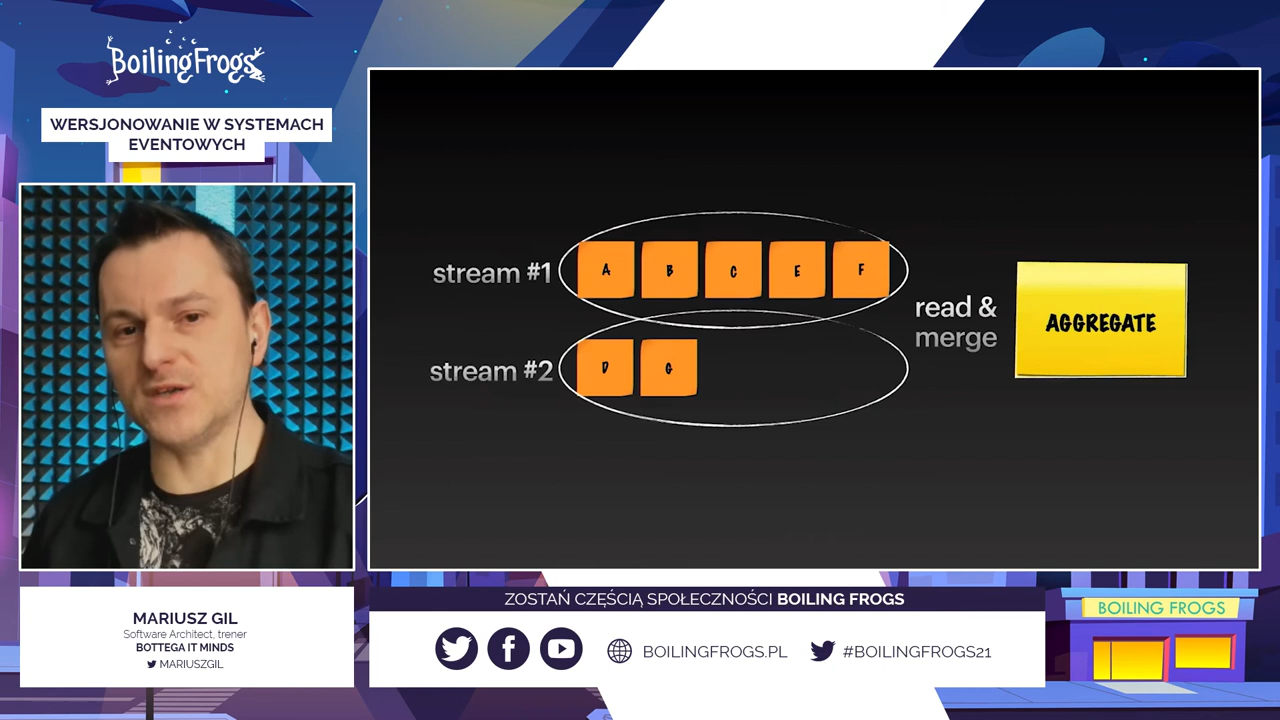 BoilingFrogs
WERSJONOWANIE W SYSTEMACH
EVENTOWYCH
stream #1
A B C E F
stream #2
D G
read &
merge
AGGREGATE
MARIUSZ GIL
Software Architect, trener
BOTTEGA IT MINDS
MARIUSZGIL
ZOSTAŃ CZĘŚCIĄ SPOŁECZNOŚCI BOILING FROGS
BOILINGFROGS.PL
#BOILINGFROGS21
BOILING FROGS